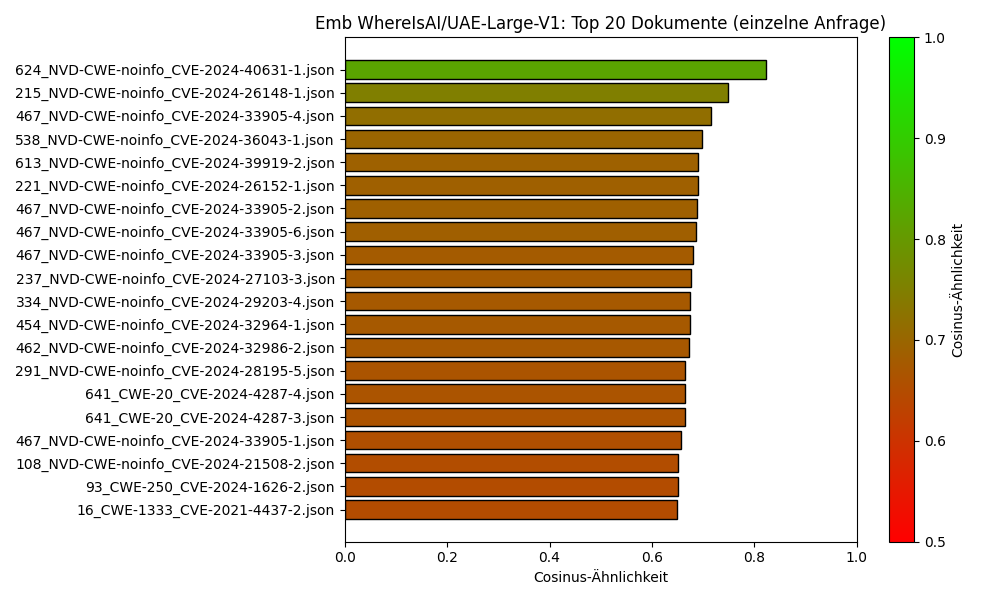 Emb WhereIsAI/UAE-Large-V1: Top 20 Dokumente (einzelne Anfrage)
624_NVD-CWE-noinfo_CVE-2024-40631-1.json
215_NVD-CWE-noinfo_CVE-2024-26148-1.json
467_NVD-CWE-noinfo_CVE-2024-33905-4.json
538_NVD-CWE-noinfo_CVE-2024-36043-1.json
613_NVD-CWE-noinfo_CVE-2024-39919-2.json
221_NVD-CWE-noinfo_CVE-2024-26152-1.json
467_NVD-CWE-noinfo_CVE-2024-33905-2.json
467_NVD-CWE-noinfo_CVE-2024-33905-6.json
467_NVD-CWE-noinfo_CVE-2024-33905-3.json
237_NVD-CWE-noinfo_CVE-2024-27103-3.json
334_NVD-CWE-noinfo_CVE-2024-29203-4.json
454_NVD-CWE-noinfo_CVE-2024-32964-1.json
462_NVD-CWE-noinfo_CVE-2024-32986-2.json
291_NVD-CWE-noinfo_CVE-2024-28195-5.json
641_CWE-20_CVE-2024-4287-4.json
641_CWE-20_CVE-2024-4287-3.json
467_NVD-CWE-noinfo_CVE-2024-33905-1.json
108_NVD-CWE-noinfo_CVE-2024-21508-2.json
93_CWE-250_CVE-2024-1626-2.json
16_CWE-1333_CVE-2021-4437-2.json
0.0 0.2 0.4 0.6 0.8 1.0
Cosinus-Ähnlichkeit
1.0
0.9
0.8
0.7
0.6
0.5
Cosinus-Ähnlichkeit